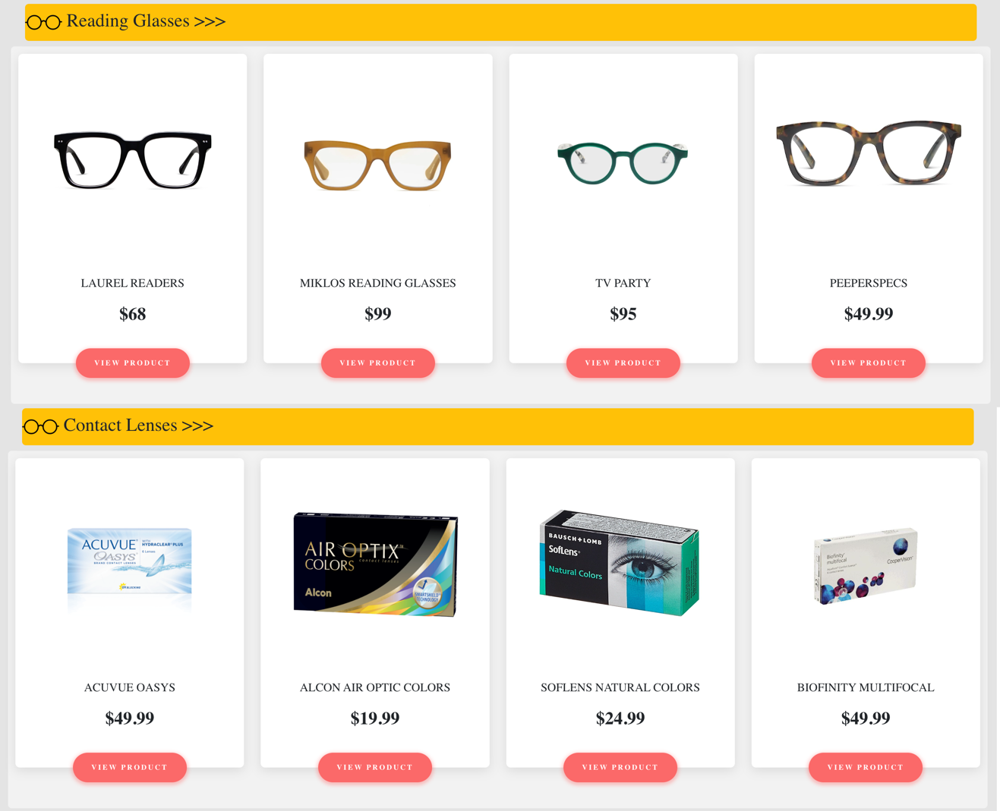 Reading Glasses >>>
LAUREL READERS
$68
VIEW PRODUCT
MIKLOS READING GLASSES
$99
VIEW PRODUCT
TV PARTY
$95
VIEW PRODUCT
PEEPERSPECS
$49.99
VIEW PRODUCT
Contact Lenses >>>
ACUVUE
WITH
HYDRACLEAR PLUS
6 Lenses
OASYS
BRAND CONTACT LENSES
UV BLOCKING
ACUVUE OASYS
$49.99
VIEW PRODUCT
AIR OPTIX™
COLORS contact lenses
Alcon
SMARTSHIELD
TECHNOLOGY
ALCON AIR OPTIC COLORS
$19.99
VIEW PRODUCT
BAUSCH+LOMB
SofLens®
Natural Colors
SOFLENS NATURAL COLORS
$24.99
VIEW PRODUCT
Biofinity®
multifocal
CooperVision®
BIOFINITY MULTIFOCAL
$49.99
VIEW PRODUCT